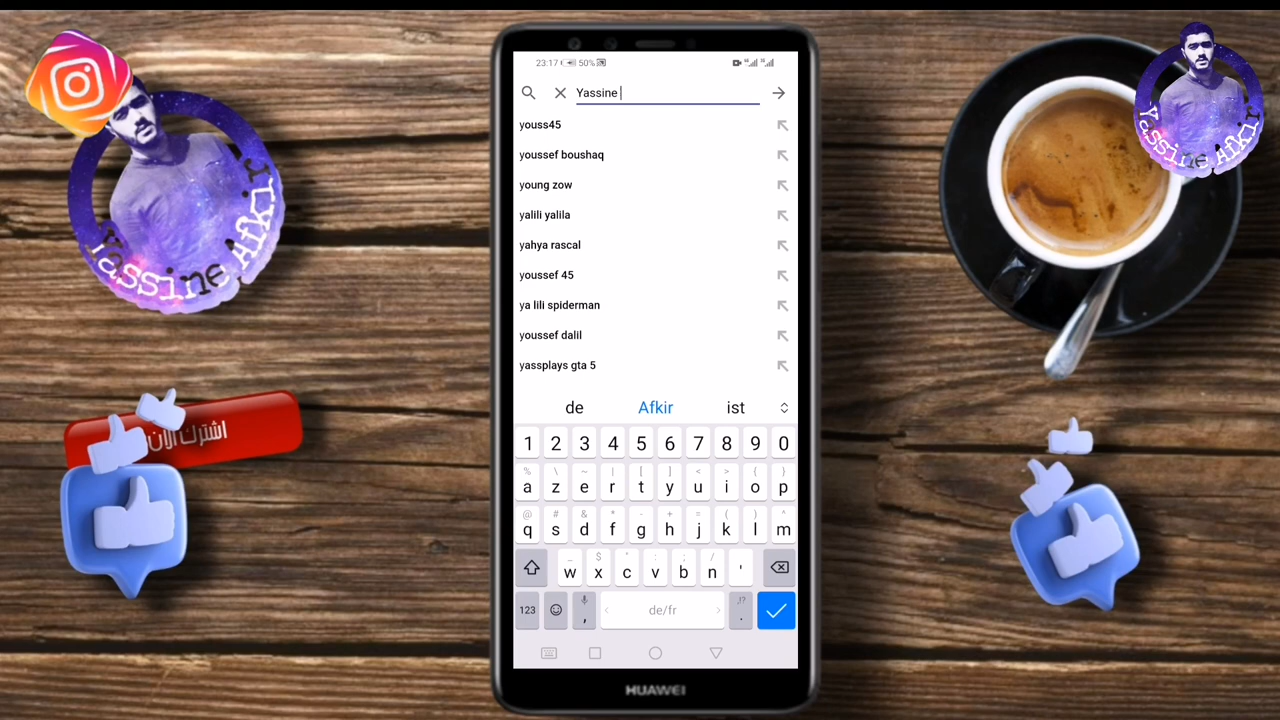 Yassine Afkir
Yassine Afkir
اشترك الان
23:17
50%
Yassine
youss45
youssef boushaq
young zow
yalili yalila
yahya rascal
youssef 45
ya lili spiderman
youssef dalil
yassplays gta 5
de Afkir ist
1 2 3 4 5 6 7 8 9 0
% \ ~ | [ ] < > { }
a z e r t y u i o p
@ # & * - + = ( ) ^
q s d f g h j k l m
_ $ " : ; /
w x c v b n '
123 , de/fr !? .
HUAWEI